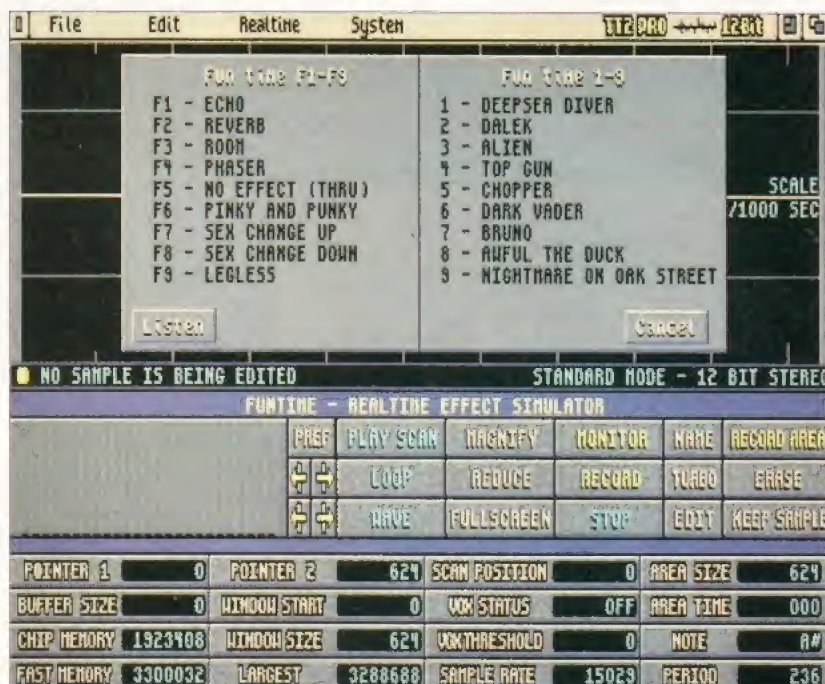 File Edit Realtime System TT2 PRO 12Bit
Fun time F1-F9
F1 - ECHO
F2 - REVERB
F3 - ROOM
F4 - PHASER
F5 - NO EFFECT (THRU)
F6 - PINKY AND PUNKY
F7 - SEX CHANGE UP
F8 - SEX CHANGE DOWN
F9 - LEGLESS
Listen
Fun time 1-9
1 - DEEPSEA DIVER
2 - DALEK
3 - ALIEN
4 - TOP GUN
5 - CHOPPER
6 - DARK VADER
7 - BRUNO
8 - AWFUL THE DUCK
9 - NIGHTMARE ON OAK STREET
Cancel
SCALE
/1000 SEC
NO SAMPLE IS BEING EDITED STANDARD MODE - 12 BIT STEREO
FUNTIME - REALTIME EFFECT SIMULATOR
PREF PLAY SCAN MAGNIFY MONITOR NAME RECORD AREA
LOOP REDUCE RECORD TURBO ERASE
WAVE FULLSCREEN STOP EDIT KEEP SAMPLE
POINTER 1 0 POINTER 2 624 SCAN POSITION 0 AREA SIZE 624
BUFFER SIZE 0 WINDOW START 0 VOX STATUS OFF AREA TIME 000
CHIP MEMORY 1923408 WINDOW SIZE 624 VOX THRESHOLD 0 NOTE A#
FAST MEMORY 3300032 LARGEST 3288688 SAMPLE RATE 15029 PERIOD 236